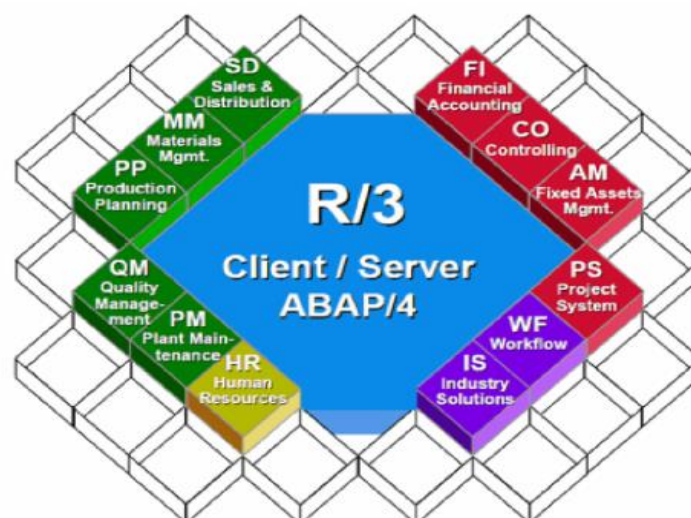 SD
Sales &
Distribution
MM
Materials
Mgmt.
PP
Production
Planning
FI
Financial
Accounting
CO
Controlling
AM
Fixed Assets
Mgmt.
R/3
Client / Server
ABAP/4
QM
Quality
Manage-
ment
PM
Plant Main-
tenance
HR
Human
Resources
PS
Project
System
WF
Workflow
IS
Industry
Solutions